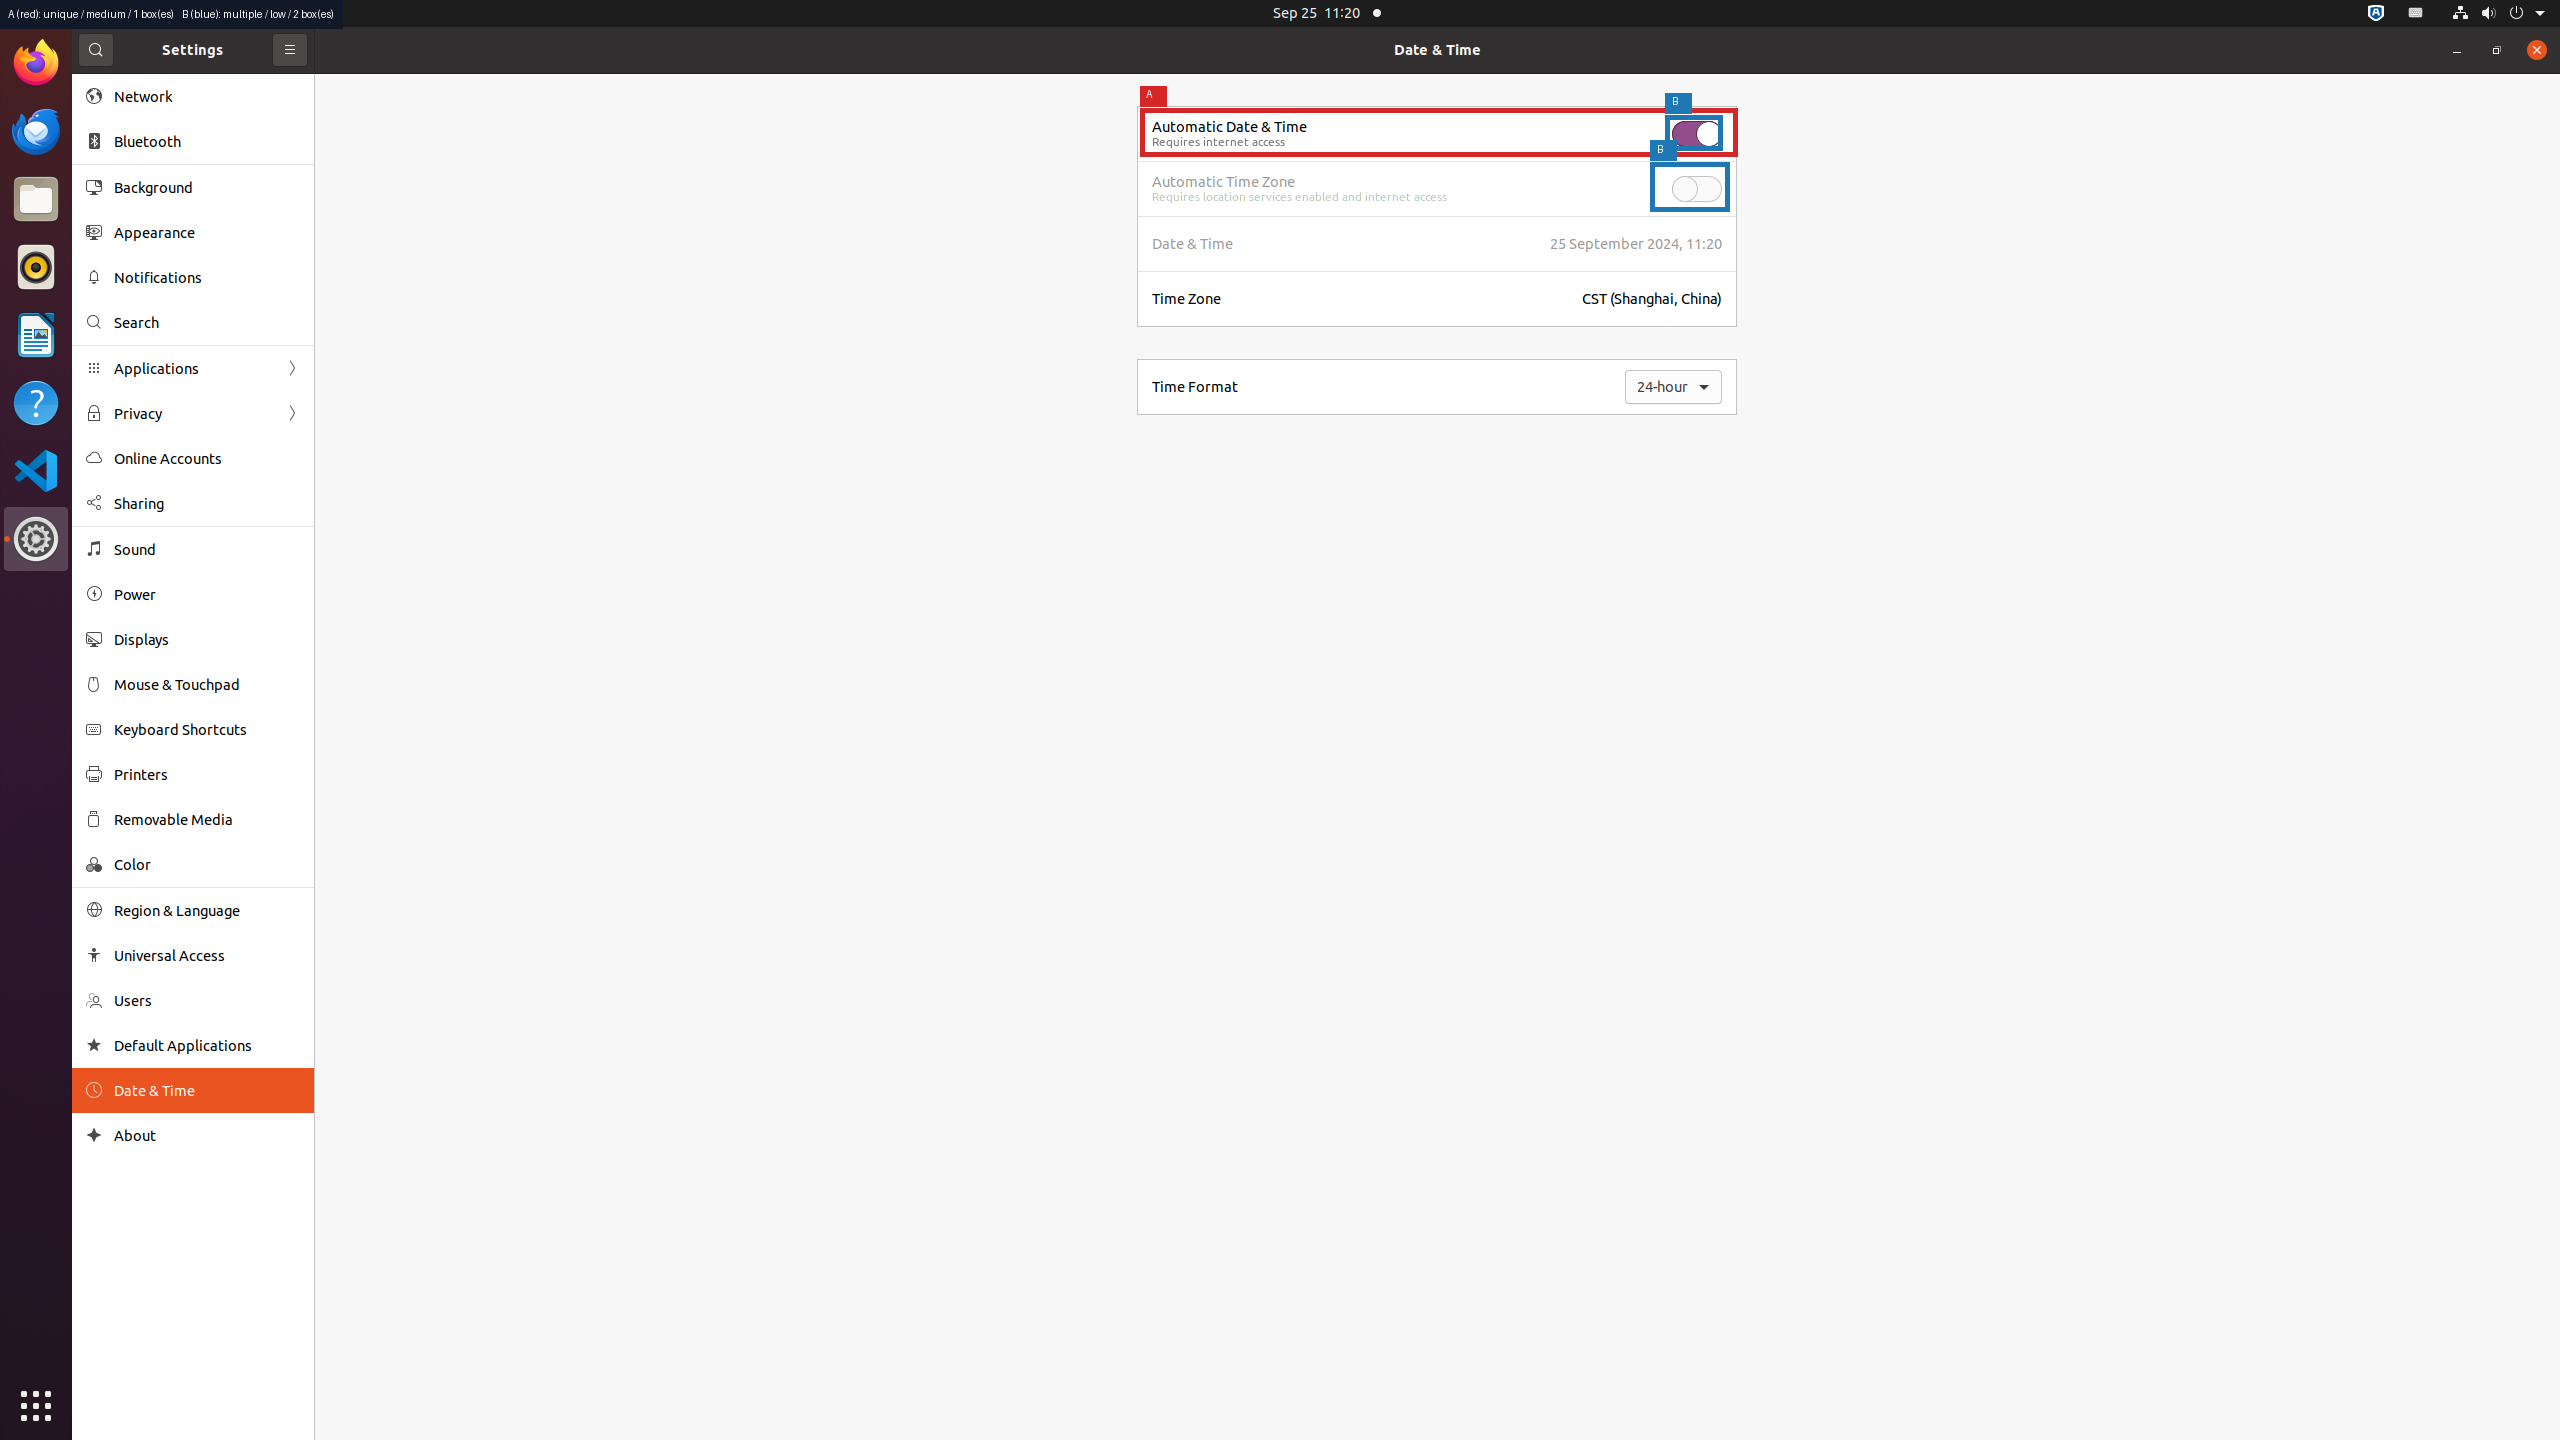 A (red): unique / medium / 1 box(es) B (blue): multiple / low / 2 box(es)
Sep 25 11:20
Settings
Date & Time
Network
Bluetooth
Background
Appearance
Notifications
Search
Applications
Privacy
Online Accounts
Sharing
Sound
Power
Displays
Mouse & Touchpad
Keyboard Shortcuts
Printers
Removable Media
Color
Region & Language
Universal Access
Users
Default Applications
Date & Time
About
A
B
Automatic Date & Time
Requires internet access
B
Automatic Time Zone
Requires location services enabled and internet access
Date & Time 25 September 2024, 11:20
Time Zone CST (Shanghai, China)
Time Format 24-hour